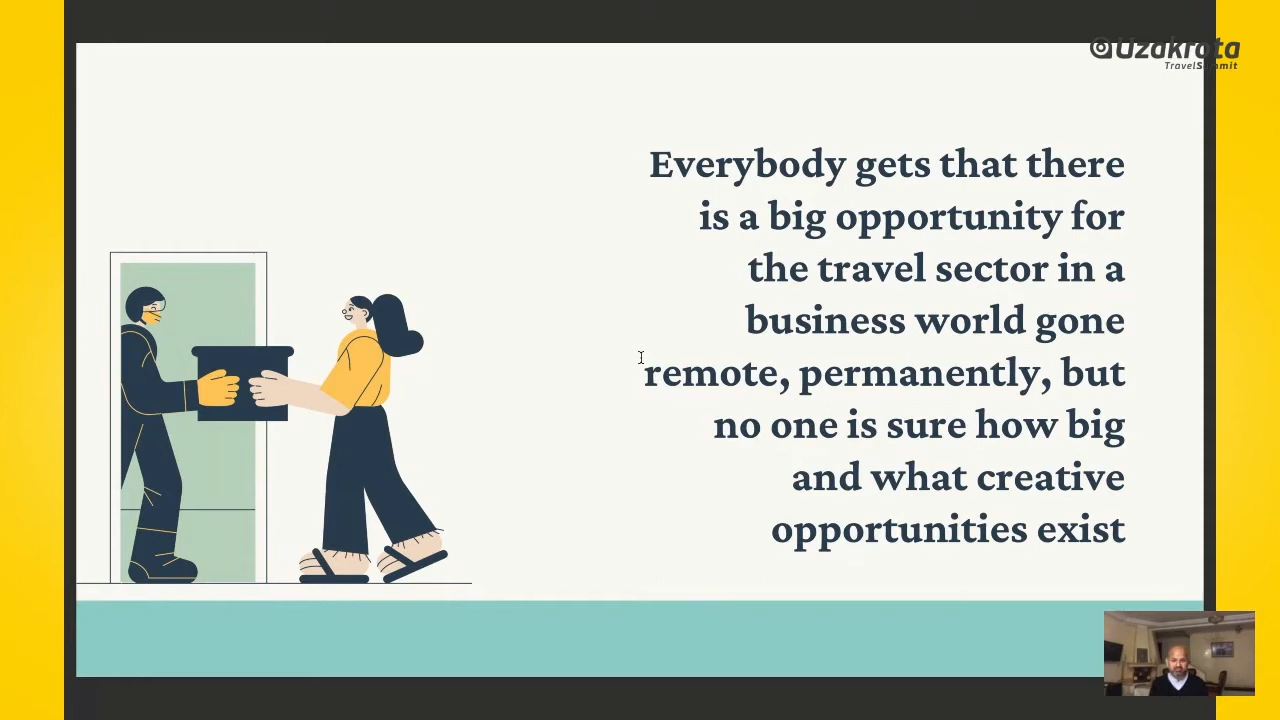 Uzakrota
TravelSummit
Everybody gets that there
is a big opportunity for
the travel sector in a
business world gone
remote, permanently, but
no one is sure how big
and what creative
opportunities exist